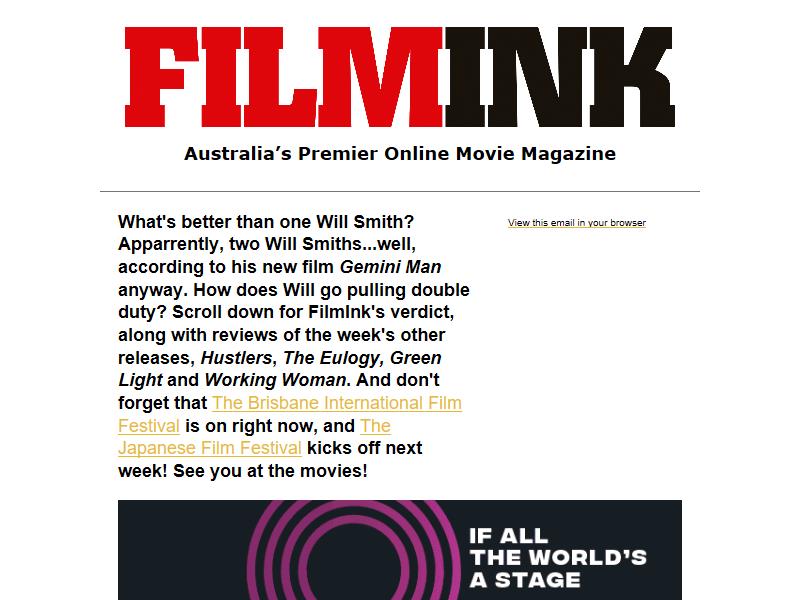 FILMINK
Australia’s Premier Online Movie Magazine
What's better than one Will Smith?
Apparrently, two Will Smiths...well,
according to his new film Gemini Man
anyway. How does Will go pulling double
duty? Scroll down for FilmInk's verdict,
along with reviews of the week's other
releases, Hustlers, The Eulogy, Green
Light and Working Woman. And don't
forget that The Brisbane International Film
Festival is on right now, and The
Japanese Film Festival kicks off next
week! See you at the movies!
View this email in your browser
IF ALL
THE WORLD'S
A STAGE